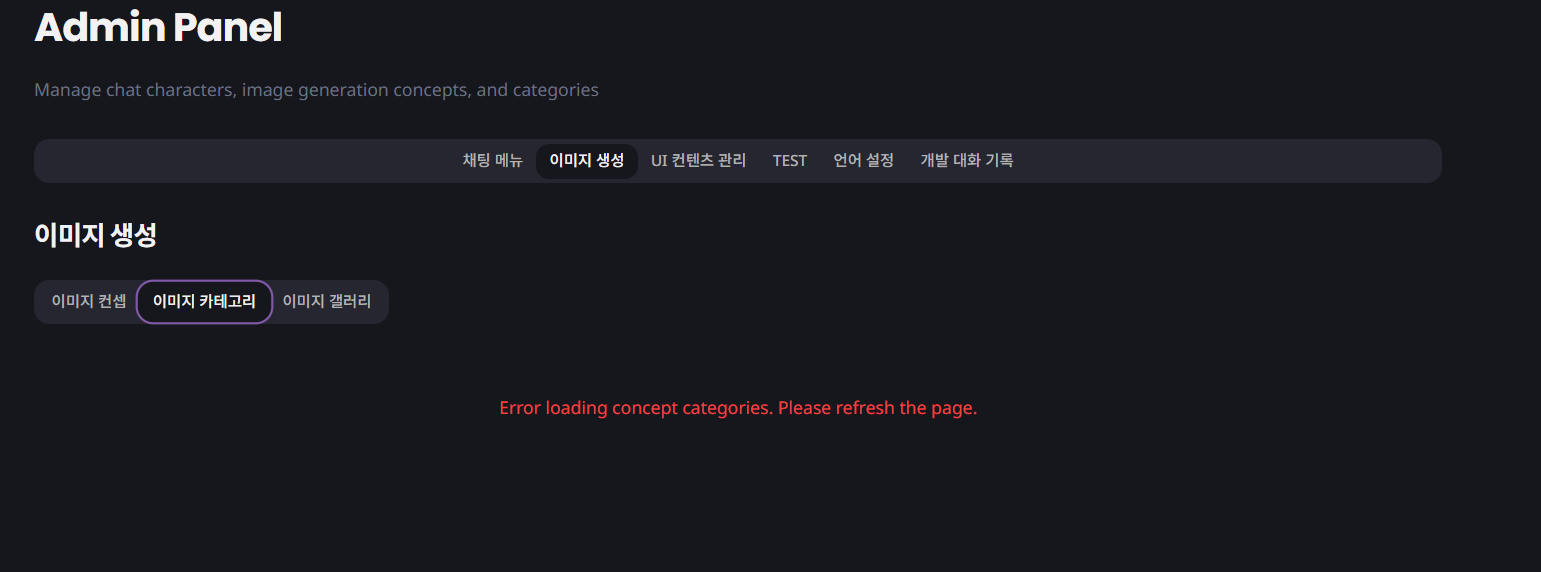 Admin Panel
Manage chat characters, image generation concepts, and categories
채팅 메뉴 이미지 생성 UI 컨텐츠 관리 TEST 언어 설정 개발 대화 기록
이미지 생성
이미지 컨셉 이미지 카테고리 이미지 갤러리
Error loading concept categories. Please refresh the page.